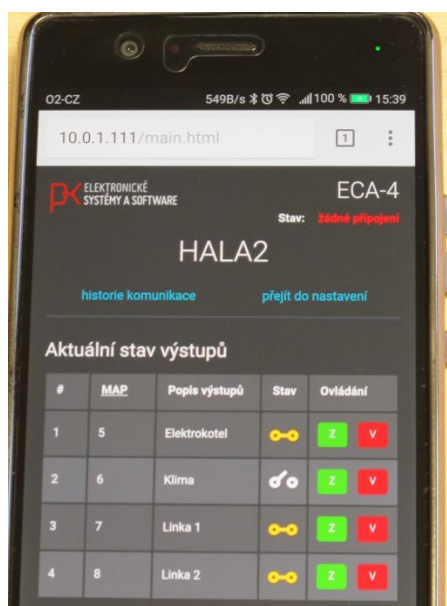 O2-CZ 549B/s 100 % 15:39
10.0.1.111/main.html 1
ELEKTRONICKÉ
SYSTÉMY A SOFTWARE
ECA-4
Stav: žádné připojení
HALA2
historie komunikace přejít do nastavení
Aktuální stav výstupů
# MAP Popis výstupů Stav Ovládání
1 5 Elektrokotel Z V
2 6 Klima Z V
3 7 Linka 1 Z V
4 8 Linka 2 Z V